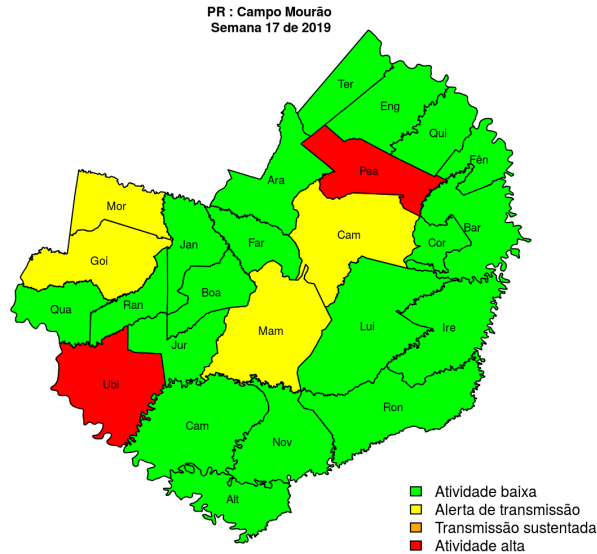 PR : Campo Mourão
Semana 17 de 2019
Ter
Eng
Qui
Fên
Pea
Ara
Mor
Cam
Bar
Jan
Far
Cor
Goi
Boa
Qua
Ran
Mam
Lui
Ire
Jur
Ubi
Ron
Cam
Nov
Alt
Atividade baixa
Alerta de transmissão
Transmissão sustentada
Atividade alta